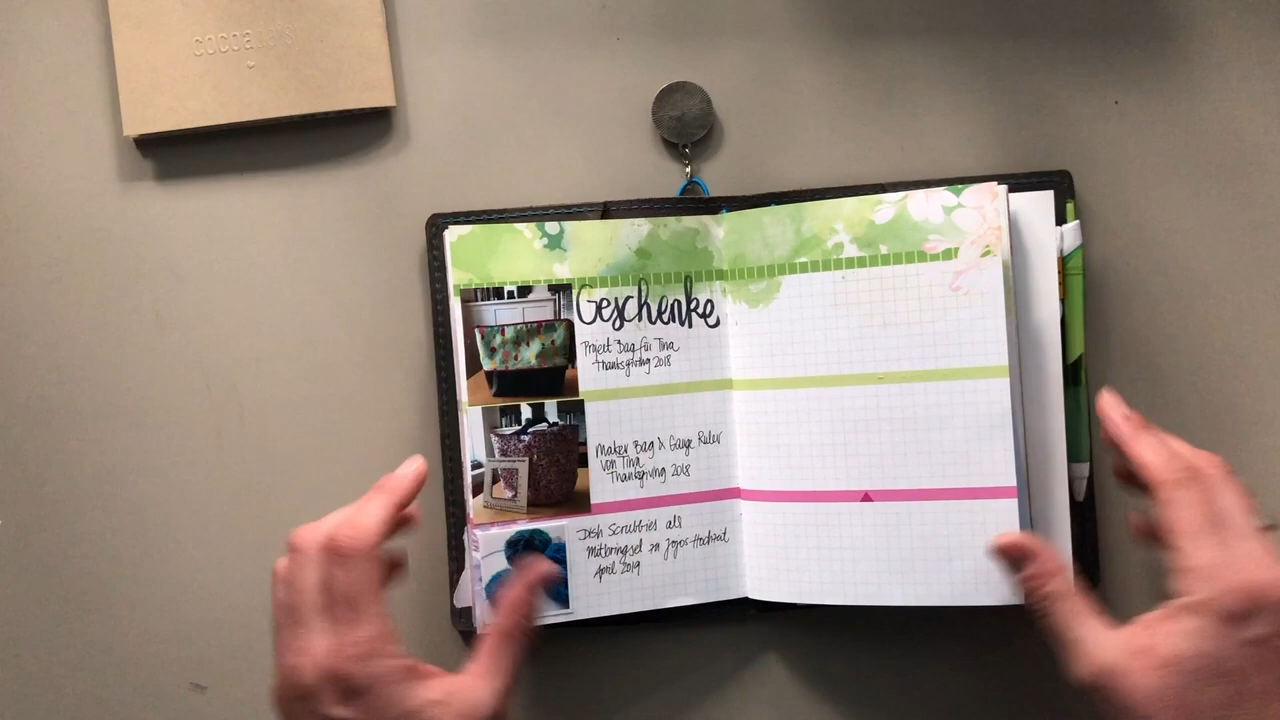 cocoa
Geschenke
Project Bag für Tina
Thanksgiving 2018
Maker Bag & Gauge Ruler
von Tina
Thanksgiving 2018
Dish Scrubbies als
Mitbringsel zu Jojos Hochzeit
April 2019